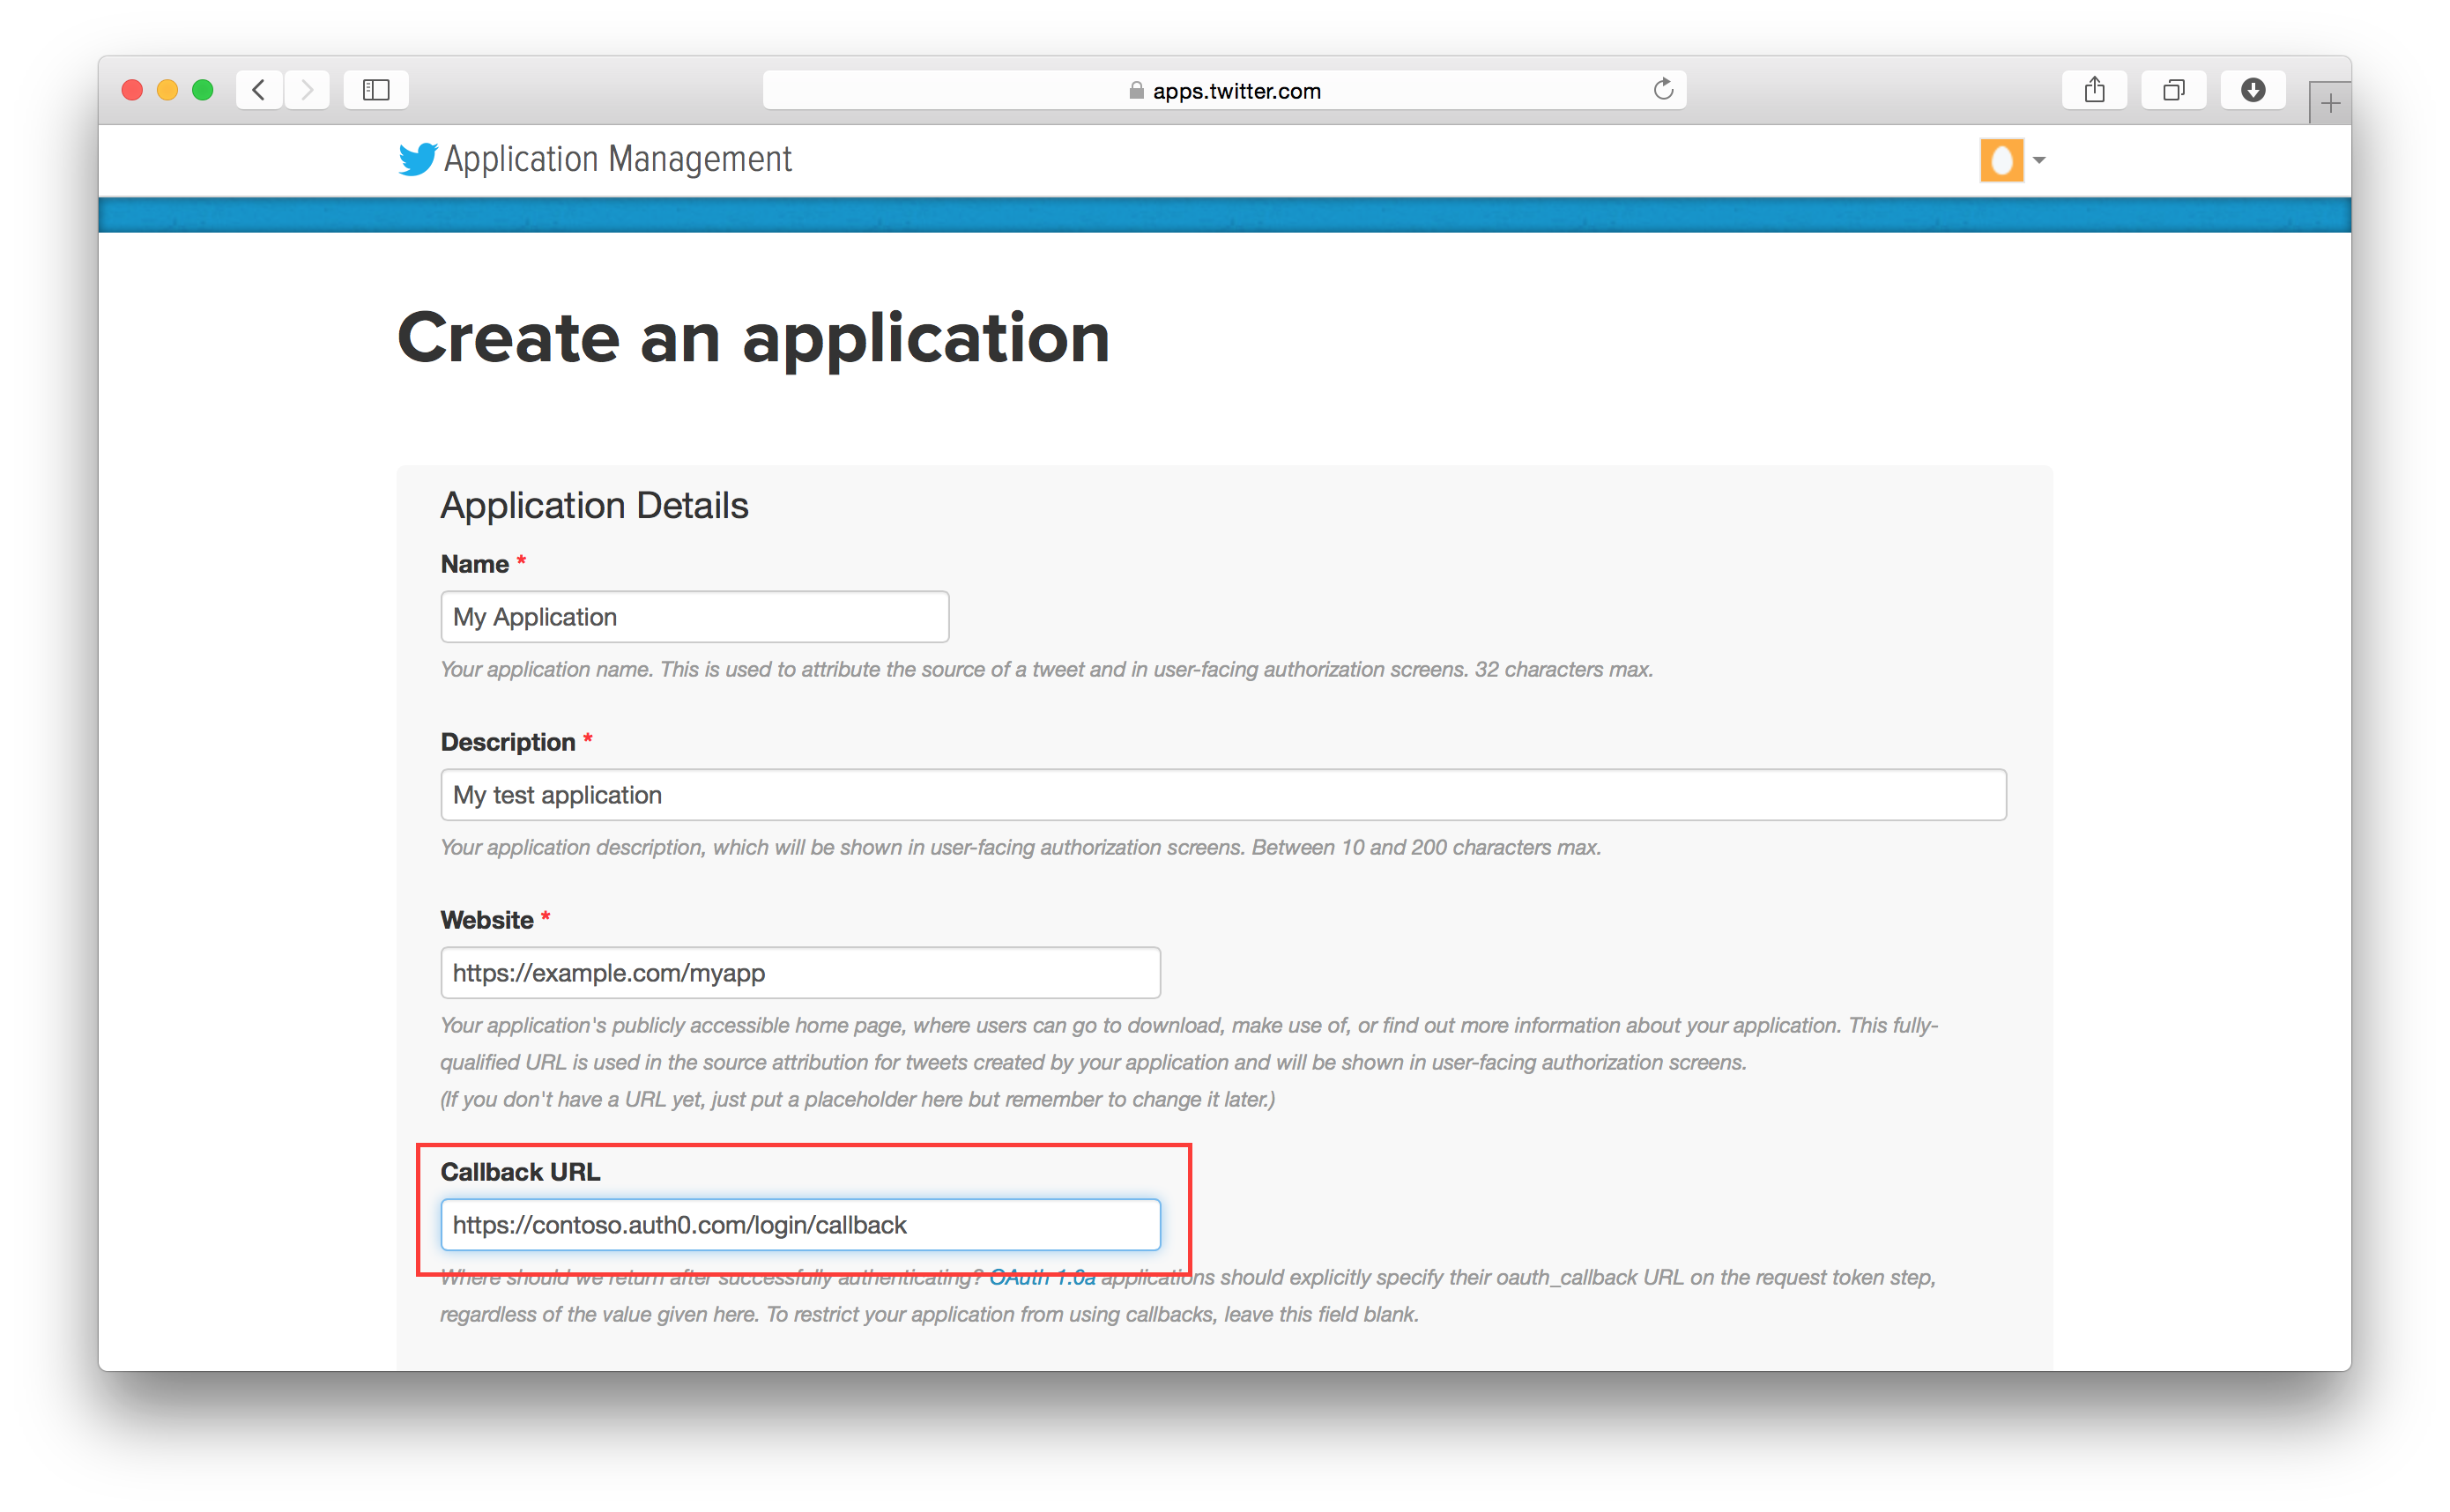 apps.twitter.com
Application Management
Create an application
Application Details
Name *
My Application
Your application name. This is used to attribute the source of a tweet and in user-facing authorization screens. 32 characters max.
Description *
My test application
Your application description, which will be shown in user-facing authorization screens. Between 10 and 200 characters max.
Website *
https://example.com/myapp
Your application's publicly accessible home page, where users can go to download, make use of, or find out more information about your application. This fully-
qualified URL is used in the source attribution for tweets created by your application and will be shown in user-facing authorization screens.
(If you don't have a URL yet, just put a placeholder here but remember to change it later.)
Callback URL
https://contoso.auth0.com/login/callback
Where should we return after successfully authenticating? OAuth 1.0a applications should explicitly specify their oauth_callback URL on the request token step,
regardless of the value given here. To restrict your application from using callbacks, leave this field blank.